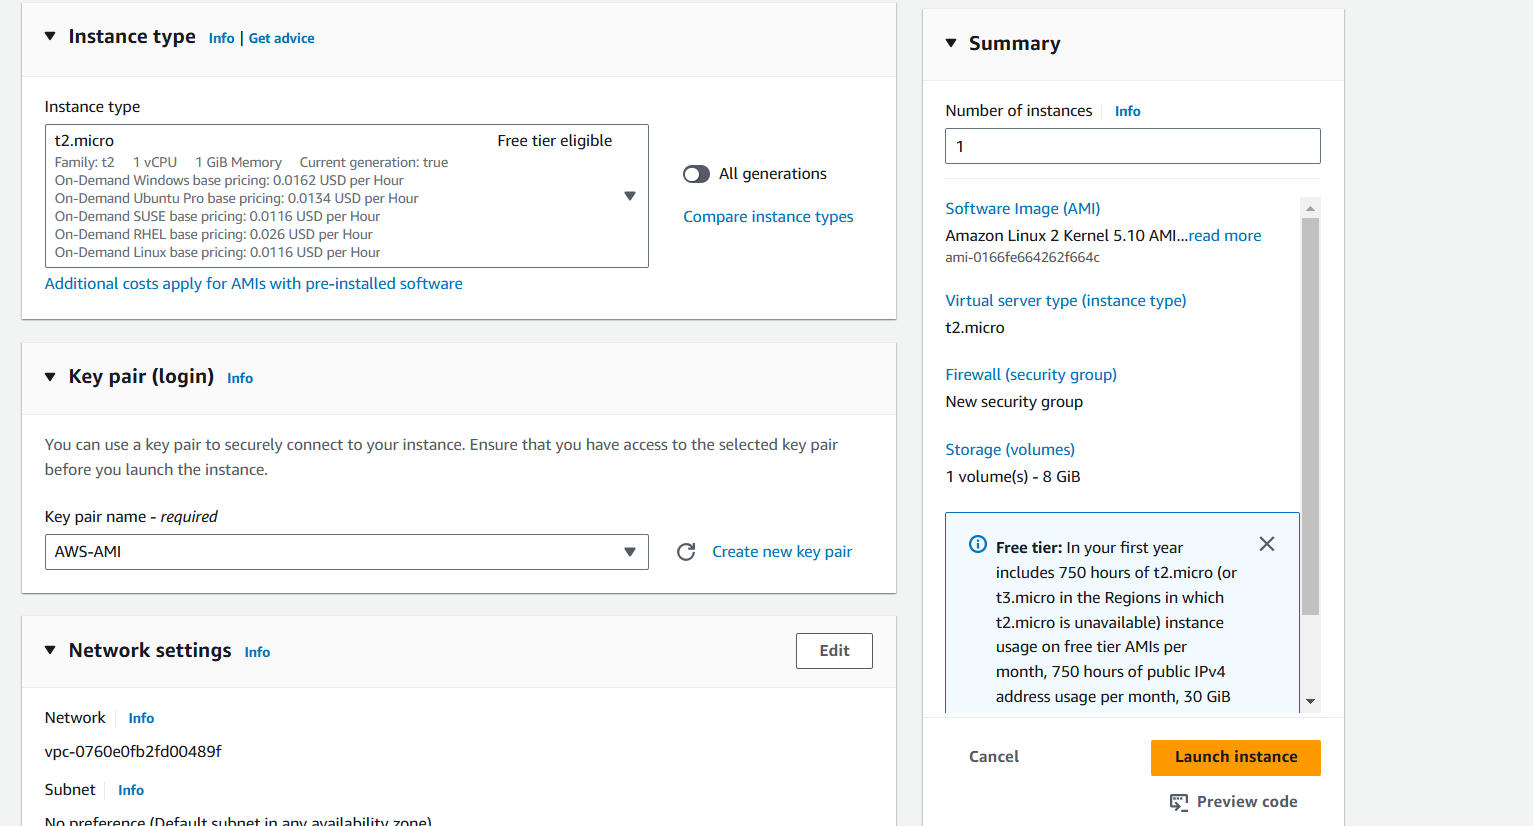 Instance type Info | Get advice
Instance type
t2.micro Free tier eligible
Family: t2 1 vCPU 1 GiB Memory Current generation: true
On-Demand Windows base pricing: 0.0162 USD per Hour
On-Demand Ubuntu Pro base pricing: 0.0134 USD per Hour
On-Demand SUSE base pricing: 0.0116 USD per Hour
On-Demand RHEL base pricing: 0.026 USD per Hour
On-Demand Linux base pricing: 0.0116 USD per Hour
All generations
Compare instance types
Additional costs apply for AMIs with pre-installed software
Key pair (login) Info
You can use a key pair to securely connect to your instance. Ensure that you have access to the selected key pair
before you launch the instance.
Key pair name - required
AWS-AMI
Create new key pair
Network settings Info
Edit
Network Info
vpc-0760e0fb2fd00489f
Subnet Info
No preference (Default subnet in any availability zone)
Summary
Number of instances Info
1
Software Image (AMI)
Amazon Linux 2 Kernel 5.10 AMI...read more
ami-0166fe664262f664c
Virtual server type (instance type)
t2.micro
Firewall (security group)
New security group
Storage (volumes)
1 volume(s) - 8 GiB
Free tier: In your first year
includes 750 hours of t2.micro (or
t3.micro in the Regions in which
t2.micro is unavailable) instance
usage on free tier AMIs per
month, 750 hours of public IPv4
address usage per month, 30 GiB
Cancel
Launch instance
Preview code